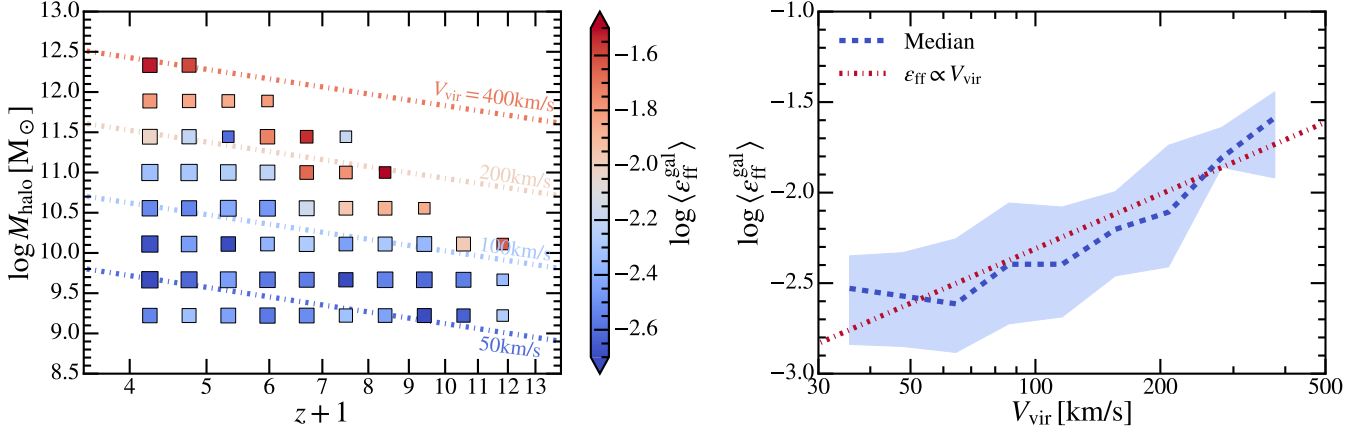 13.0
12.5
12.0
11.5
11.0
10.5
10.0
9.5
9.0
8.5
log M_halo [M_⊙]
4 5 6 7 8 9 10 11 12 13
z + 1
V_vir = 400km/s
200km/s
100km/s
50km/s
−1.6
−1.8
−2.0
−2.2
−2.4
−2.6
log ⟨ε_ff^gal⟩
−1.0
−1.5
−2.0
−2.5
−3.0
log ⟨ε_ff^gal⟩
Median
ε_ff ∝ V_vir
30 50 100 200 500
V_vir [km/s]